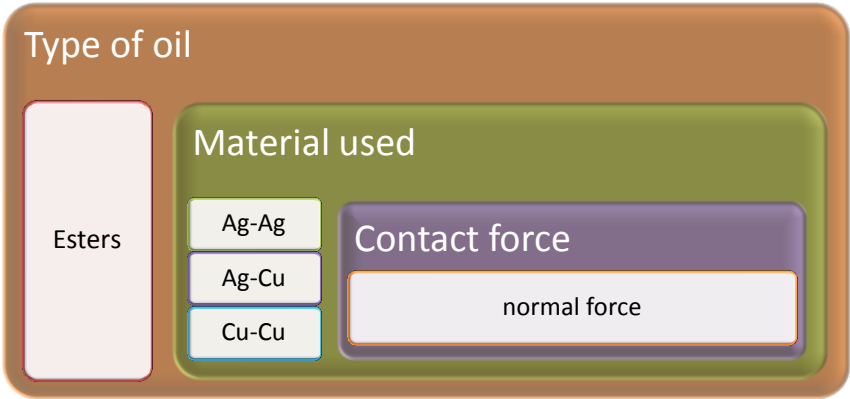 Type of oil
Esters
Material used
Ag-Ag
Ag-Cu
Cu-Cu
Contact force
normal force